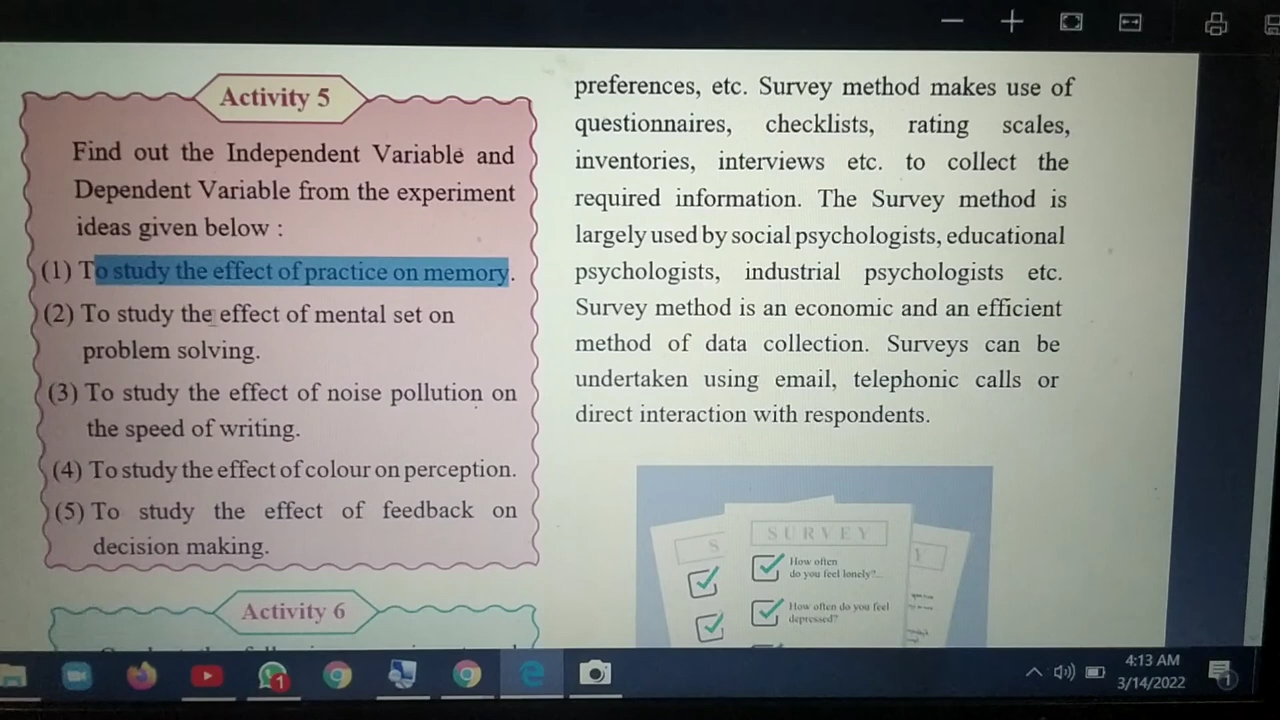 Activity 5
Find out the Independent Variable and
Dependent Variable from the experiment
ideas given below :
(1) To study the effect of practice on memory.
(2) To study the effect of mental set on
problem solving.
(3) To study the effect of noise pollution on
the speed of writing.
(4) To study the effect of colour on perception.
(5) To study the effect of feedback on
decision making.
Activity 6
preferences, etc. Survey method makes use of
questionnaires, checklists, rating scales,
inventories, interviews etc. to collect the
required information. The Survey method is
largely used by social psychologists, educational
psychologists, industrial psychologists etc.
Survey method is an economic and an efficient
method of data collection. Surveys can be
undertaken using email, telephonic calls or
direct interaction with respondents.
S
SURVEY
Y
How often
do you feel lonely?...
How often do you feel
depressed?
1
4:13 AM
3/14/2022
1